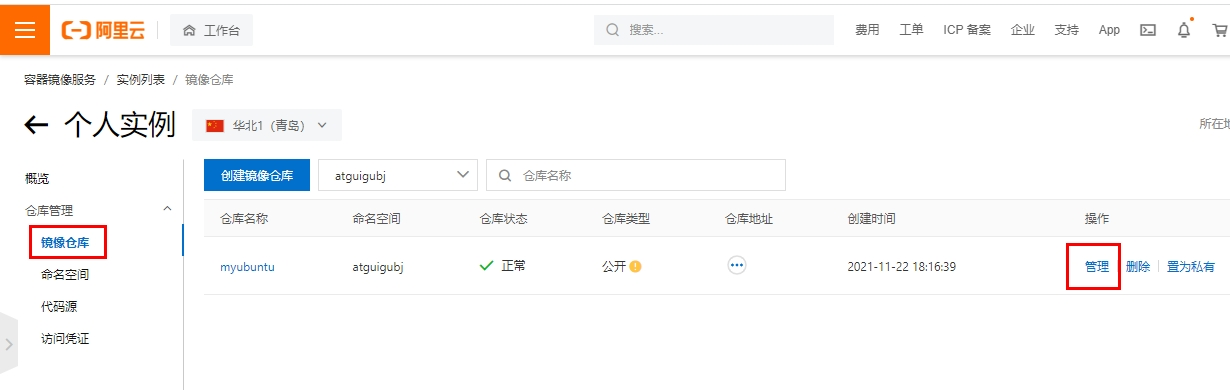 阿里云 工作台 搜索... 费用 工单 ICP 备案 企业 支持 App
容器镜像服务 / 实例列表 / 镜像仓库
个人实例 华北1（青岛） 所在地
概览
仓库管理
镜像仓库
命名空间
代码源
访问凭证
创建镜像仓库 atguigubj 仓库名称
仓库名称 命名空间 仓库状态 仓库类型 仓库地址 创建时间 操作
myubuntu atguigubj 正常 公开 2021-11-22 18:16:39 管理 删除 置为私有